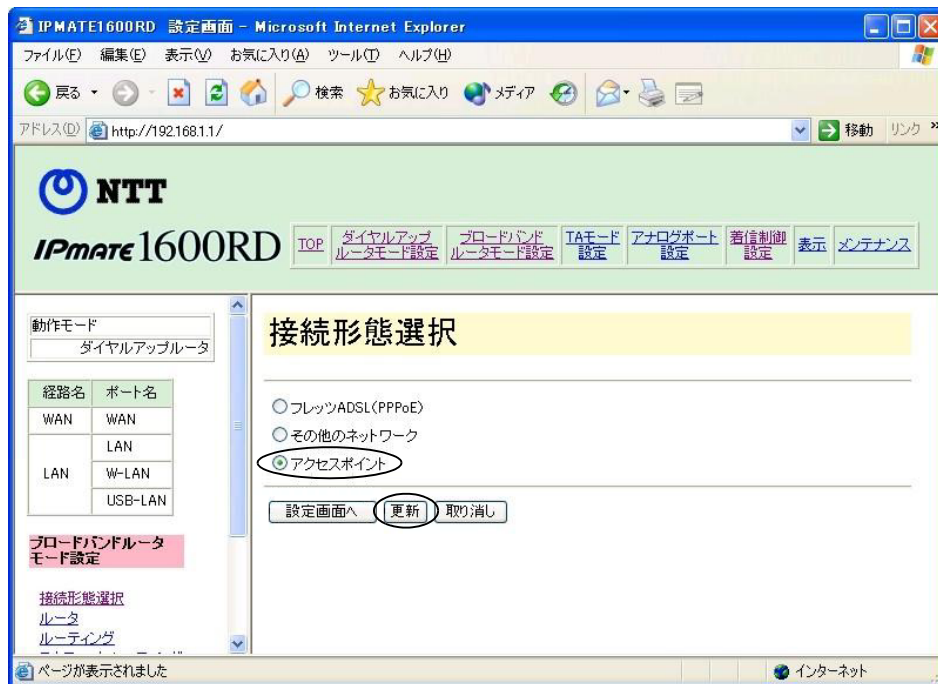 IPMATE1600RD 設定画面 - Microsoft Internet Explorer
ファイル(F) 編集(E) 表示(V) お気に入り(A) ツール(T) ヘルプ(H)
戻る 検索 お気に入り メディア
アドレス(D) http://192.168.1.1/ 移動 リンク »
NTT
IPMATE1600RD
TOP
ダイヤルアップ
ルータモード設定
ブロードバンド
ルータモード設定
TAモード
設定
アナログポート
設定
着信制御
設定
表示
メンテナンス
動作モード
ダイヤルアップルータ
経路名 ポート名
WAN WAN
LAN
LAN W-LAN
USB-LAN
ブロードバンドルータ
モード設定
接続形態選択
ルータ
ルーティング
接続形態選択
フレッツADSL(PPPoE)
その他のネットワーク
アクセスポイント
設定画面へ 更新 取り消し
ページが表示されました インターネット